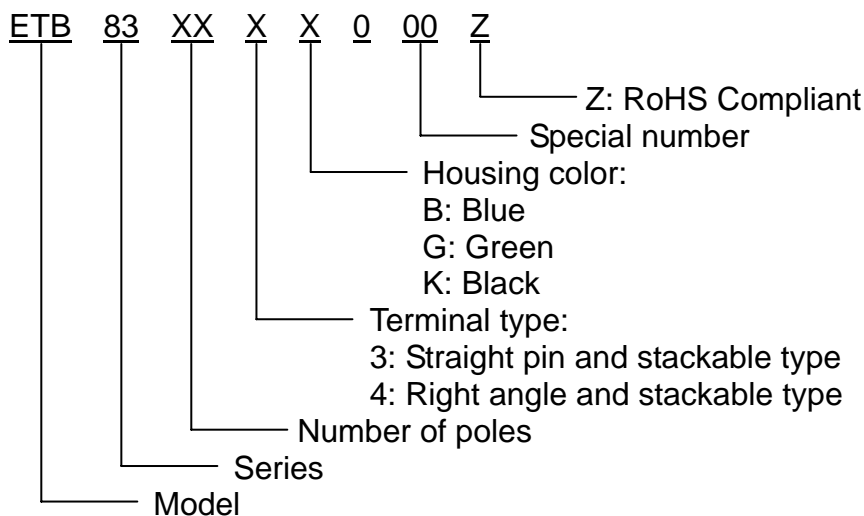 ETB 83 XX X X 0 00 Z
Z: RoHS Compliant
Special number
Housing color:
B: Blue
G: Green
K: Black
Terminal type:
3: Straight pin and stackable type
4: Right angle and stackable type
Number of poles
Series
Model